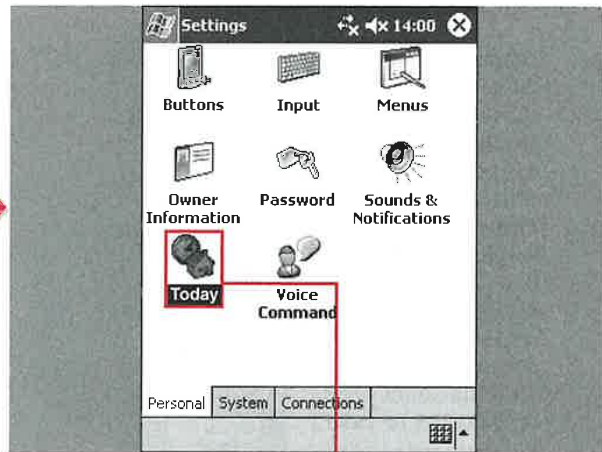 Settings 14:00
Buttons Input Menus
Owner Information Password Sounds & Notifications
Today Voice Command
Personal System Connections